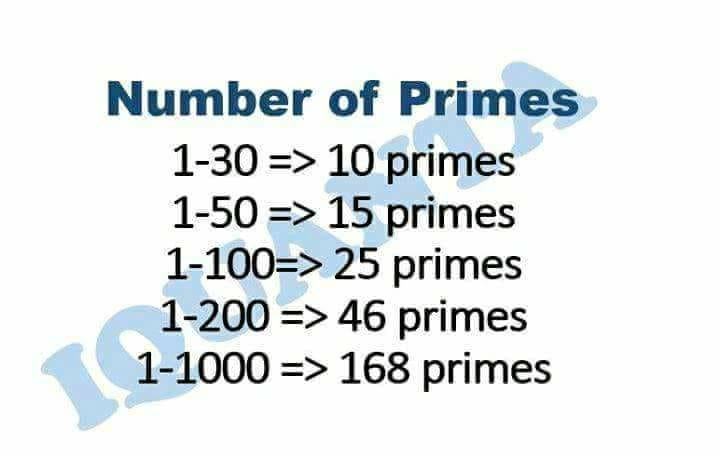 Number of Primes
1-30 => 10 primes
1-50 => 15 primes
1-100=> 25 primes
1-200 => 46 primes
1-1000 => 168 primes
IQUANTA